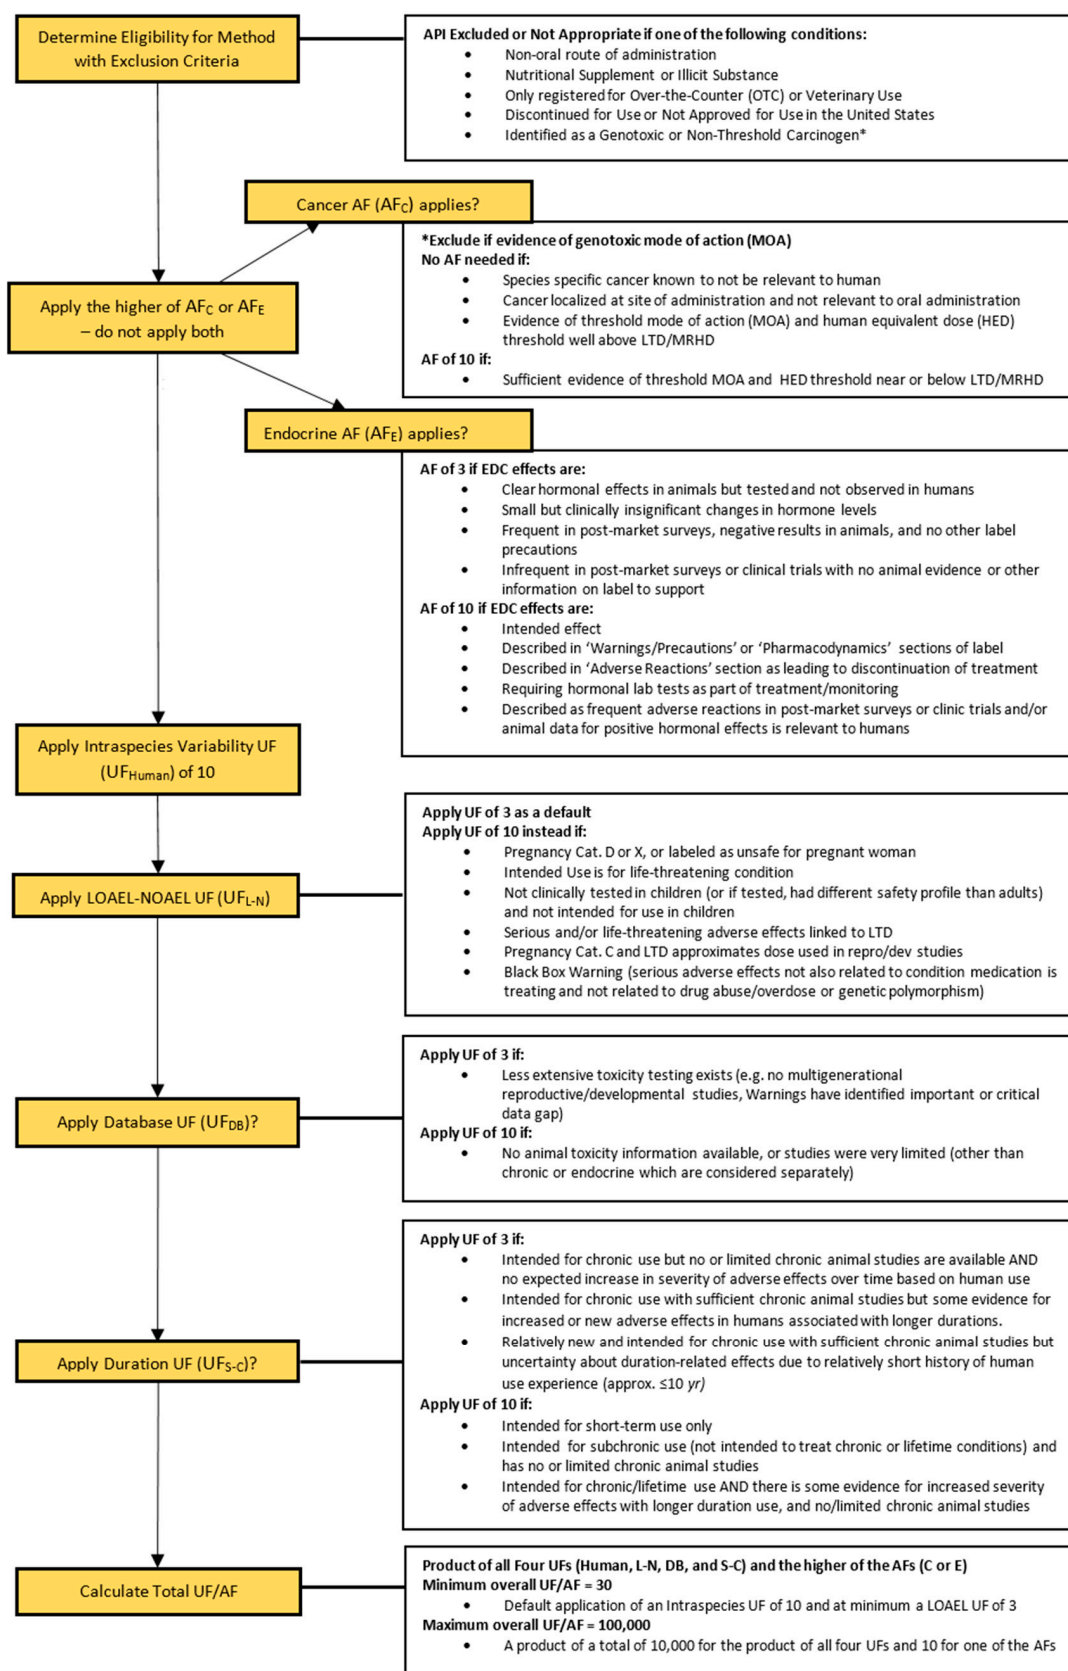 Determine Eligibility for Method
with Exclusion Criteria
API Excluded or Not Appropriate if one of the following conditions:
• Non-oral route of administration
• Nutritional Supplement or Illicit Substance
• Only registered for Over-the-Counter (OTC) or Veterinary Use
• Discontinued for Use or Not Approved for Use in the United States
• Identified as a Genotoxic or Non-Threshold Carcinogen*
Cancer AF (AFC) applies?
*Exclude if evidence of genotoxic mode of action (MOA)
No AF needed if:
• Species specific cancer known to not be relevant to human
• Cancer localized at site of administration and not relevant to oral administration
• Evidence of threshold mode of action (MOA) and human equivalent dose (HED)
threshold well above LTD/MRHD
AF of 10 if:
• Sufficient evidence of threshold MOA and HED threshold near or below LTD/MRHD
Apply the higher of AFC or AFE
– do not apply both
Endocrine AF (AFE) applies?
AF of 3 if EDC effects are:
• Clear hormonal effects in animals but tested and not observed in humans
• Small but clinically insignificant changes in hormone levels
• Frequent in post-market surveys, negative results in animals, and no other label
precautions
• Infrequent in post-market surveys or clinical trials with no animal evidence or other
information on label to support
AF of 10 if EDC effects are:
• Intended effect
• Described in ‘Warnings/Precautions’ or ‘Pharmacodynamics’ sections of label
• Described in ‘Adverse Reactions’ section as leading to discontinuation of treatment
• Requiring hormonal lab tests as part of treatment/monitoring
• Described as frequent adverse reactions in post-market surveys or clinic trials and/or
animal data for positive hormonal effects is relevant to humans
Apply Intraspecies Variability UF
(UFHuman) of 10
Apply LOAEL-NOAEL UF (UFL-N)
Apply UF of 3 as a default
Apply UF of 10 instead if:
• Pregnancy Cat. D or X, or labeled as unsafe for pregnant woman
• Intended Use is for life-threatening condition
• Not clinically tested in children (or if tested, had different safety profile than adults)
and not intended for use in children
• Serious and/or life-threatening adverse effects linked to LTD
• Pregnancy Cat. C and LTD approximates dose used in repro/dev studies
• Black Box Warning (serious adverse effects not also related to condition medication is
treating and not related to drug abuse/overdose or genetic polymorphism)
Apply Database UF (UFDB)?
Apply UF of 3 if:
• Less extensive toxicity testing exists (e.g. no multigenerational
reproductive/developmental studies, Warnings have identified important or critical
data gap)
Apply UF of 10 if:
• No animal toxicity information available, or studies were very limited (other than
chronic or endocrine which are considered separately)
Apply Duration UF (UFS-C)?
Apply UF of 3 if:
• Intended for chronic use but no or limited chronic animal studies are available AND
no expected increase in severity of adverse effects over time based on human use
• Intended for chronic use with sufficient chronic animal studies but some evidence for
increased or new adverse effects in humans associated with longer durations.
• Relatively new and intended for chronic use with sufficient chronic animal studies but
uncertainty about duration-related effects due to relatively short history of human
use experience (approx. ≤10 yr)
Apply UF of 10 if:
• Intended for short-term use only
• Intended for subchronic use (not intended to treat chronic or lifetime conditions) and
has no or limited chronic animal studies
• Intended for chronic/lifetime use AND there is some evidence for increased severity
of adverse effects with longer duration use, and no/limited chronic animal studies
Calculate Total UF/AF
Product of all Four UFs (Human, L-N, DB, and S-C) and the higher of the AFs (C or E)
Minimum overall UF/AF = 30
• Default application of an Intraspecies UF of 10 and at minimum a LOAEL UF of 3
Maximum overall UF/AF = 100,000
• A product of a total of 10,000 for the product of all four UFs and 10 for one of the AFs